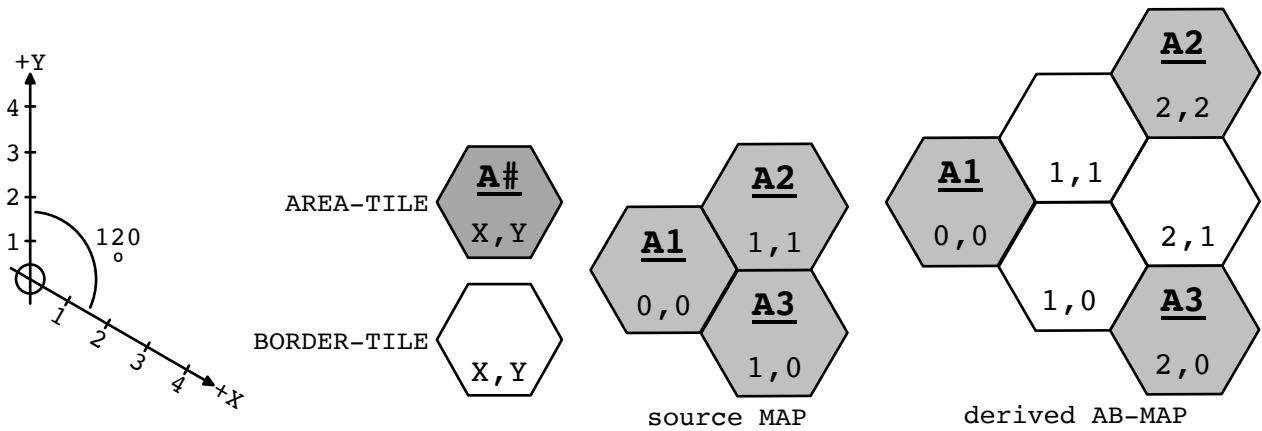 +Y
4
3
2
1
120
o
1
2
3
4
+X
AREA-TILE
A#
X,Y
BORDER-TILE
X,Y
A1
0,0
A2
1,1
A3
1,0
source MAP
A1
0,0
1,1
A2
2,2
2,1
1,0
A3
2,0
derived AB-MAP